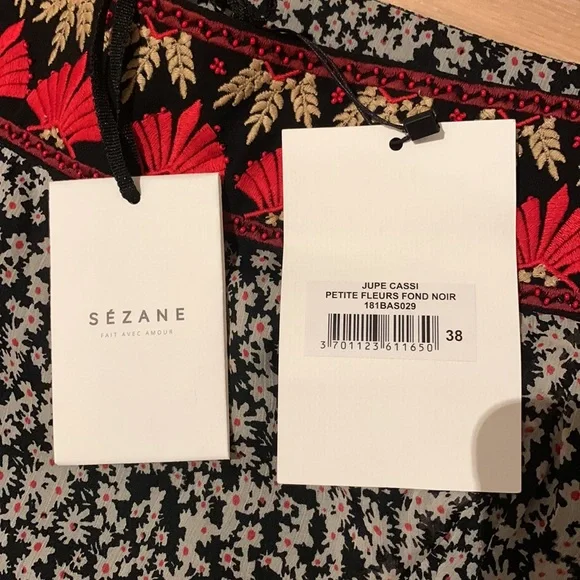 SÉZANE
FAIT AVEC AMOUR
JUPE CASSI
PETITE FLEURS FOND NOIR
181BAS029
3 701123 611650
38